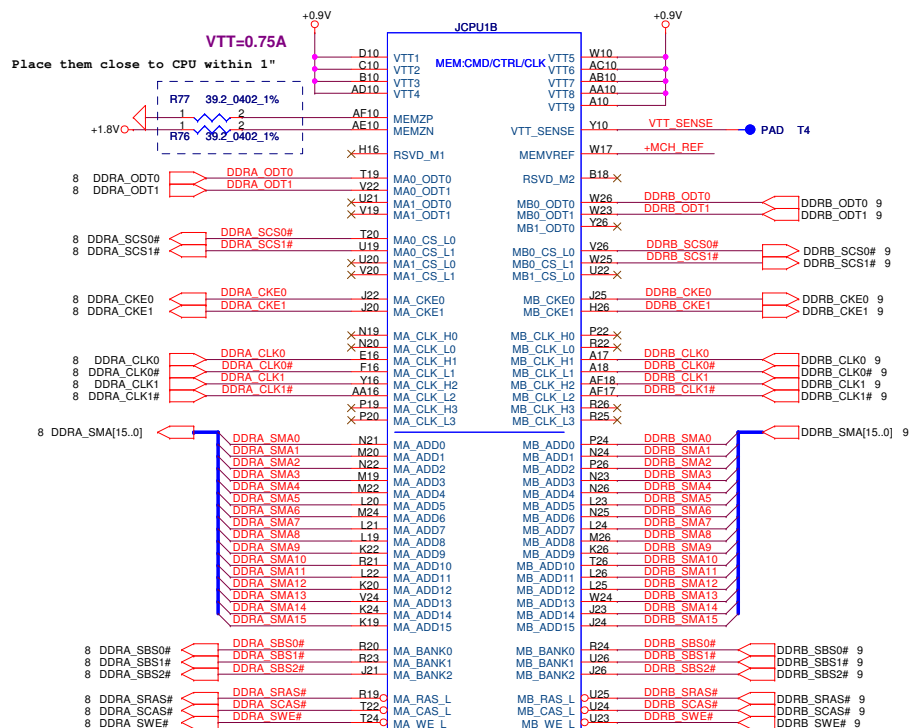 +0.9V JCPU1B +0.9V
VTT=0.75A
Place them close to CPU within 1"
MEM:CMD/CTRL/CLK
D10 VTT1 VTT5 W10
C10 VTT2 VTT6 AC10
B10 VTT3 VTT7 AB10
AD10 VTT4 VTT8 AA10
VTT9 A10
R77 39.2_0402_1%
1 2 AF10 MEMZP
+1.8V 1 2 AE10 MEMZN VTT_SENSE Y10 VTT_SENSE PAD T4
R76 39.2_0402_1%
H16 RSVD_M1 MEMVREF W17 +MCH_REF
8 DDRA_ODT0 DDRA_ODT0 T19 MA0_ODT0 RSVD_M2 B18
8 DDRA_ODT1 DDRA_ODT1 V22 MA0_ODT1
U21 MA1_ODT0 MB0_ODT0 W26 DDRB_ODT0 DDRB_ODT0 9
V19 MA1_ODT1 MB0_ODT1 W23 DDRB_ODT1 DDRB_ODT1 9
MB1_ODT0 Y26
8 DDRA_SCS0# DDRA_SCS0# T20 MA0_CS_L0
8 DDRA_SCS1# DDRA_SCS1# U19 MA0_CS_L1 MB0_CS_L0 V26 DDRB_SCS0# DDRB_SCS0# 9
U20 MA1_CS_L0 MB0_CS_L1 W25 DDRB_SCS1# DDRB_SCS1# 9
V20 MA1_CS_L1 MB1_CS_L0 U22
8 DDRA_CKE0 DDRA_CKE0 J22 MA_CKE0 MB_CKE0 J25 DDRB_CKE0 DDRB_CKE0 9
8 DDRA_CKE1 DDRA_CKE1 J20 MA_CKE1 MB_CKE1 H26 DDRB_CKE1 DDRB_CKE1 9
N19 MA_CLK_H0 MB_CLK_H0 P22
N20 MA_CLK_L0 MB_CLK_L0 R22
8 DDRA_CLK0 DDRA_CLK0 E16 MA_CLK_H1 MB_CLK_H1 A17 DDRB_CLK0 DDRB_CLK0 9
8 DDRA_CLK0# DDRA_CLK0# F16 MA_CLK_L1 MB_CLK_L1 A18 DDRB_CLK0# DDRB_CLK0# 9
8 DDRA_CLK1 DDRA_CLK1 Y16 MA_CLK_H2 MB_CLK_H2 AF18 DDRB_CLK1 DDRB_CLK1 9
8 DDRA_CLK1# DDRA_CLK1# AA16 MA_CLK_L2 MB_CLK_L2 AF17 DDRB_CLK1# DDRB_CLK1# 9
P19 MA_CLK_H3 MB_CLK_H3 R26
P20 MA_CLK_L3 MB_CLK_L3 R25
8 DDRA_SMA[15..0] DDRB_SMA[15..0] 9
DDRA_SMA0 N21 MA_ADD0 MB_ADD0 P24 DDRB_SMA0
DDRA_SMA1 M20 MA_ADD1 MB_ADD1 N24 DDRB_SMA1
DDRA_SMA2 N22 MA_ADD2 MB_ADD2 P26 DDRB_SMA2
DDRA_SMA3 M19 MA_ADD3 MB_ADD3 N23 DDRB_SMA3
DDRA_SMA4 M22 MA_ADD4 MB_ADD4 N26 DDRB_SMA4
DDRA_SMA5 L20 MA_ADD5 MB_ADD5 L23 DDRB_SMA5
DDRA_SMA6 M24 MA_ADD6 MB_ADD6 N25 DDRB_SMA6
DDRA_SMA7 L21 MA_ADD7 MB_ADD7 L24 DDRB_SMA7
DDRA_SMA8 L19 MA_ADD8 MB_ADD8 M26 DDRB_SMA8
DDRA_SMA9 K22 MA_ADD9 MB_ADD9 K26 DDRB_SMA9
DDRA_SMA10 R21 MA_ADD10 MB_ADD10 T26 DDRB_SMA10
DDRA_SMA11 L22 MA_ADD11 MB_ADD11 L26 DDRB_SMA11
DDRA_SMA12 K20 MA_ADD12 MB_ADD12 L25 DDRB_SMA12
DDRA_SMA13 V24 MA_ADD13 MB_ADD13 W24 DDRB_SMA13
DDRA_SMA14 K24 MA_ADD14 MB_ADD14 J23 DDRB_SMA14
DDRA_SMA15 K19 MA_ADD15 MB_ADD15 J24 DDRB_SMA15
8 DDRA_SBS0# DDRA_SBS0# R20 MA_BANK0 MB_BANK0 R24 DDRB_SBS0# DDRB_SBS0# 9
8 DDRA_SBS1# DDRA_SBS1# R23 MA_BANK1 MB_BANK1 U26 DDRB_SBS1# DDRB_SBS1# 9
8 DDRA_SBS2# DDRA_SBS2# J21 MA_BANK2 MB_BANK2 J26 DDRB_SBS2# DDRB_SBS2# 9
8 DDRA_SRAS# DDRA_SRAS# R19 MA_RAS_L MB_RAS_L U25 DDRB_SRAS# DDRB_SRAS# 9
8 DDRA_SCAS# DDRA_SCAS# T22 MA_CAS_L MB_CAS_L U24 DDRB_SCAS# DDRB_SCAS# 9
8 DDRA_SWE# DDRA_SWE# T24 MA_WE_L MB_WE_L U23 DDRB_SWE# DDRB_SWE# 9